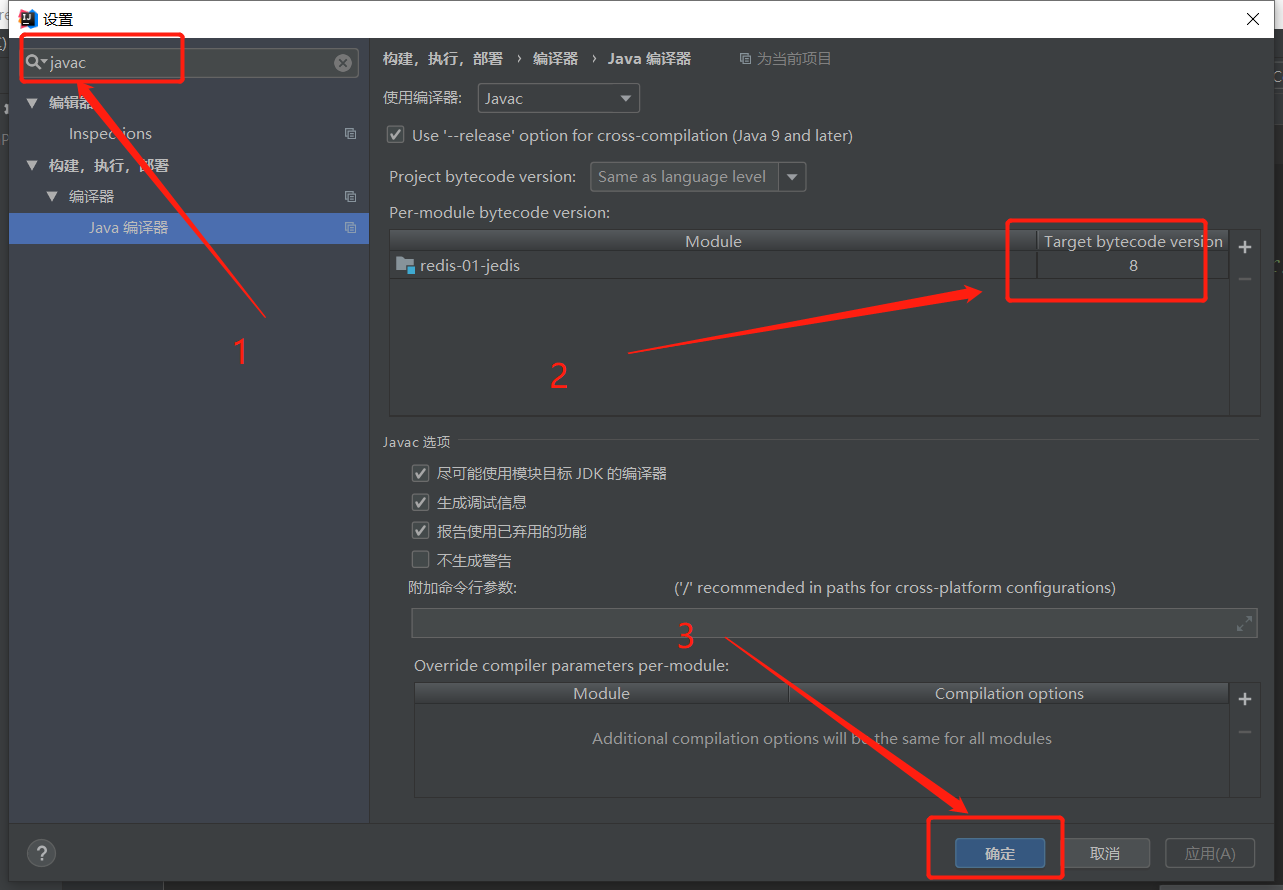 设置
javac
编辑器
Inspections
构建，执行，部署
编译器
Java 编译器
1
构建，执行，部署 › 编译器 › Java 编译器 为当前项目
使用编译器: Javac
Use '--release' option for cross-compilation (Java 9 and later)
Project bytecode version: Same as language level
Per-module bytecode version:
Module Target bytecode version
redis-01-jedis 8
2
Javac 选项
尽可能使用模块目标 JDK 的编译器
生成调试信息
报告使用已弃用的功能
不生成警告
附加命令行参数: ('/' recommended in paths for cross-platform configurations)
3
Override compiler parameters per-module:
Module Compilation options
Additional compilation options will be the same for all modules
? 确定 取消 应用(A)